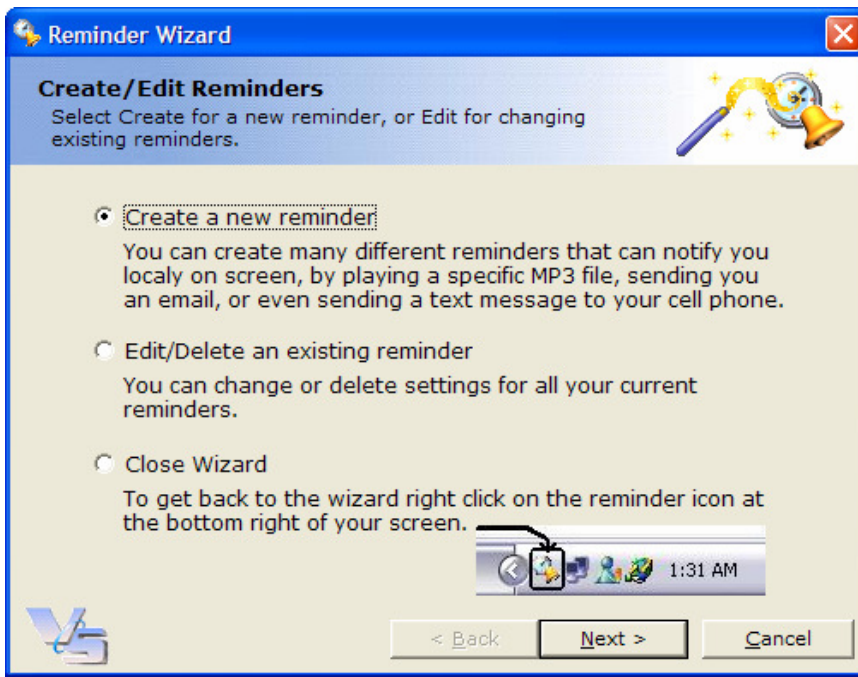 Reminder Wizard
Create/Edit Reminders
Select Create for a new reminder, or Edit for changing
existing reminders.
Create a new reminder
You can create many different reminders that can notify you
localy on screen, by playing a specific MP3 file, sending you
an email, or even sending a text message to your cell phone.
Edit/Delete an existing reminder
You can change or delete settings for all your current
reminders.
Close Wizard
To get back to the wizard right click on the reminder icon at
the bottom right of your screen.
1:31 AM
VS
< Back Next > Cancel